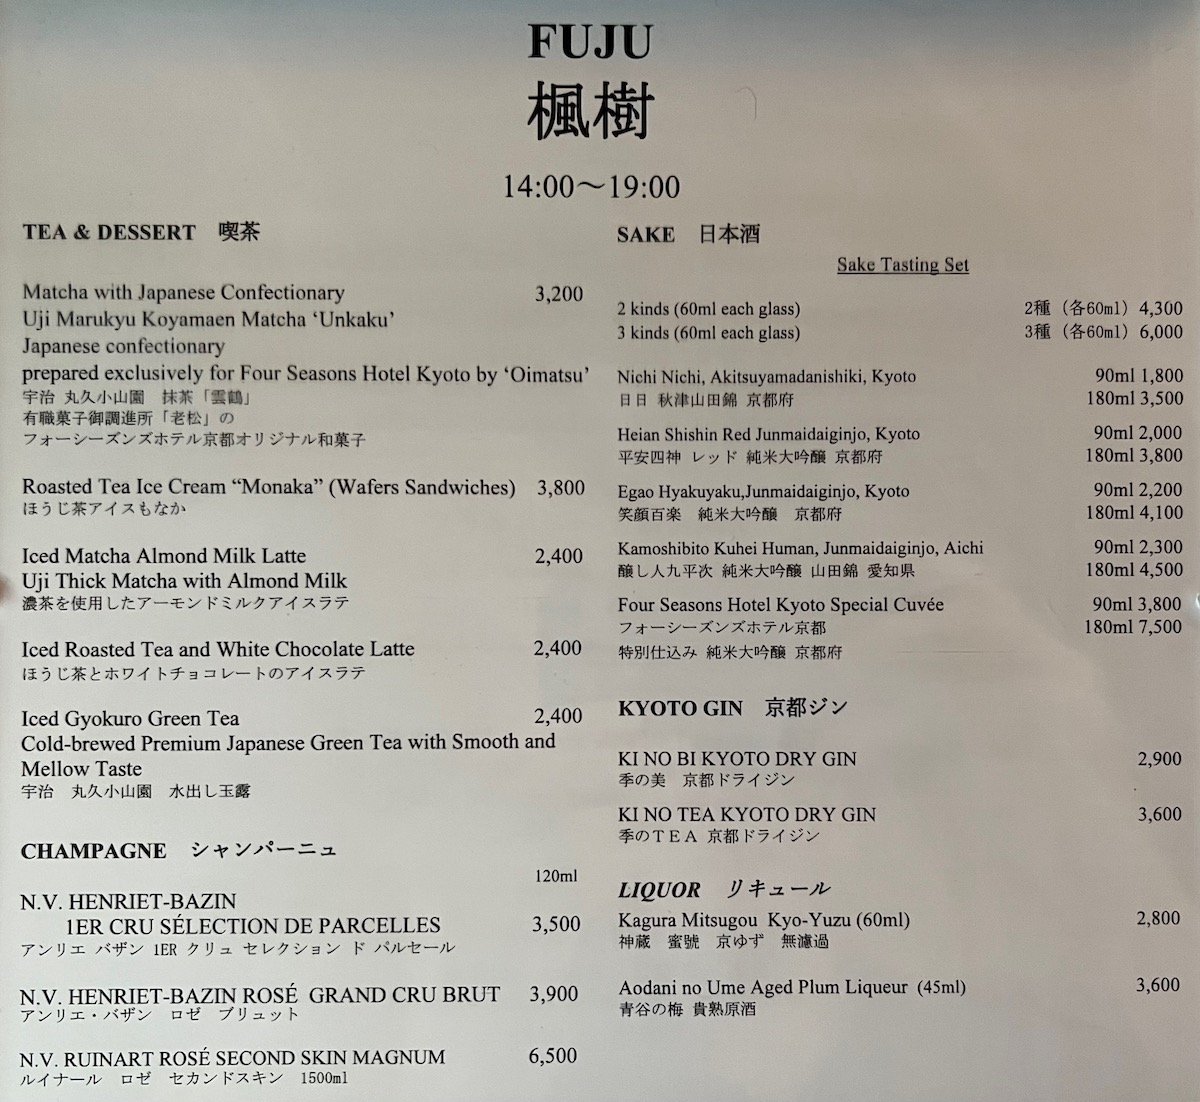 FUJU
楓樹
14:00～19:00
TEA & DESSERT 喫茶
Matcha with Japanese Confectionary 3,200
Uji Marukyu Koyamaen Matcha ‘Unkaku’
Japanese confectionary
prepared exclusively for Four Seasons Hotel Kyoto by ‘Oimatsu’
宇治 丸久小山園 抹茶「雲鶴」
有職菓子御調進所「老松」の
フォーシーズンズホテル京都オリジナル和菓子
Roasted Tea Ice Cream “Monaka” (Wafers Sandwiches) 3,800
ほうじ茶アイスもなか
Iced Matcha Almond Milk Latte 2,400
Uji Thick Matcha with Almond Milk
濃茶を使用したアーモンドミルクアイスラテ
Iced Roasted Tea and White Chocolate Latte 2,400
ほうじ茶とホワイトチョコレートのアイスラテ
Iced Gyokuro Green Tea 2,400
Cold-brewed Premium Japanese Green Tea with Smooth and
Mellow Taste
宇治 丸久小山園 水出し玉露
CHAMPAGNE シャンパーニュ
120ml
N.V. HENRIET-BAZIN
1ER CRU SÉLECTION DE PARCELLES 3,500
アンリエ バザン 1ER クリュ セレクション ド パルセール
N.V. HENRIET-BAZIN ROSÉ GRAND CRU BRUT 3,900
アンリエ・バザン ロゼ ブリュット
N.V. RUINART ROSÉ SECOND SKIN MAGNUM 6,500
ルイナール ロゼ セカンドスキン 1500ml
SAKE 日本酒
Sake Tasting Set
2 kinds (60ml each glass) 2種（各60ml）4,300
3 kinds (60ml each glass) 3種（各60ml）6,000
Nichi Nichi, Akitsuyamadanishiki, Kyoto 90ml 1,800
日日 秋津山田錦 京都府 180ml 3,500
Heian Shishin Red Junmaidaiginjo, Kyoto 90ml 2,000
平安四神 レッド 純米大吟醸 京都府 180ml 3,800
Egao Hyakuyaku,Junmaidaiginjo, Kyoto 90ml 2,200
笑顔百楽 純米大吟醸 京都府 180ml 4,100
Kamoshibito Kuhei Human, Junmaidaiginjo, Aichi 90ml 2,300
醸し人九平次 純米大吟醸 山田錦 愛知県 180ml 4,500
Four Seasons Hotel Kyoto Special Cuvée 90ml 3,800
フォーシーズンズホテル京都 180ml 7,500
特別仕込み 純米大吟醸 京都府
KYOTO GIN 京都ジン
KI NO BI KYOTO DRY GIN 2,900
季の美 京都ドライジン
KI NO TEA KYOTO DRY GIN 3,600
季のＴＥＡ 京都ドライジン
LIQUOR リキュール
Kagura Mitsugou Kyo-Yuzu (60ml) 2,800
神蔵 蜜號 京ゆず 無濾過
Aodani no Ume Aged Plum Liqueur (45ml) 3,600
青谷の梅 貴熟原酒